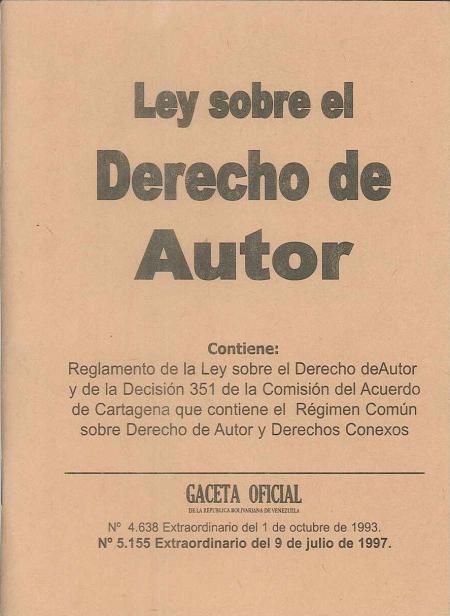 Ley sobre el
Derecho de
Autor
Contiene:
Reglamento de la Ley sobre el Derecho deAutor
y de la Decisión 351 de la Comisión del Acuerdo
de Cartagena que contiene el Régimen Común
sobre Derecho de Autor y Derechos Conexos
GACETA OFICIAL
DE LA REPUBLICA BOLIVARIANA DE VENEZUELA
Nº 4.638 Extraordinario del 1 de octubre de 1993.
Nº 5.155 Extraordinario del 9 de julio de 1997.